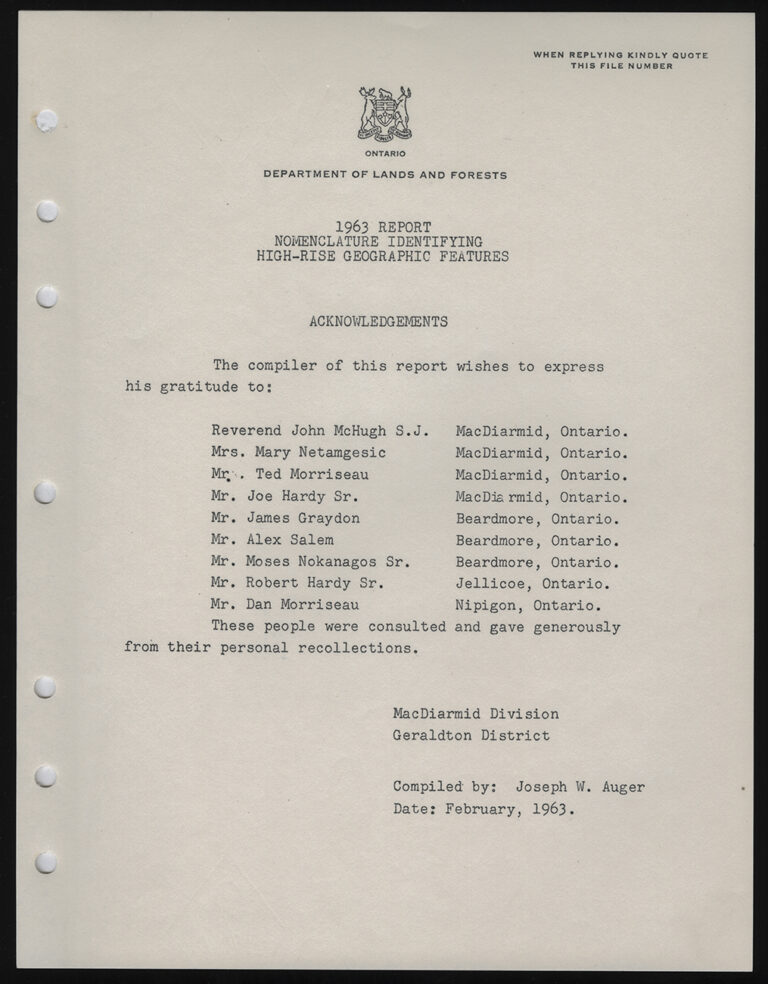 WHEN REPLYING KINDLY QUOTE
THIS FILE NUMBER
ONTARIO
DEPARTMENT OF LANDS AND FORESTS
1963 REPORT
NOMENCLATURE IDENTIFYING
HIGH-RISE GEOGRAPHIC FEATURES
ACKNOWLEDGEMENTS
The compiler of this report wishes to express
his gratitude to:
Reverend John McHugh S.J. MacDiarmid, Ontario.
Mrs. Mary Netamgesic MacDiarmid, Ontario.
Mr. Ted Morriseau MacDiarmid, Ontario.
Mr. Joe Hardy Sr. MacDiarmid, Ontario.
Mr. James Graydon Beardmore, Ontario.
Mr. Alex Salem Beardmore, Ontario.
Mr. Moses Nokanagos Sr. Beardmore, Ontario.
Mr. Robert Hardy Sr. Jellicoe, Ontario.
Mr. Dan Morriseau Nipigon, Ontario.
These people were consulted and gave generously
from their personal recollections.
MacDiarmid Division
Geraldton District
Compiled by: Joseph W. Auger
Date: February, 1963.